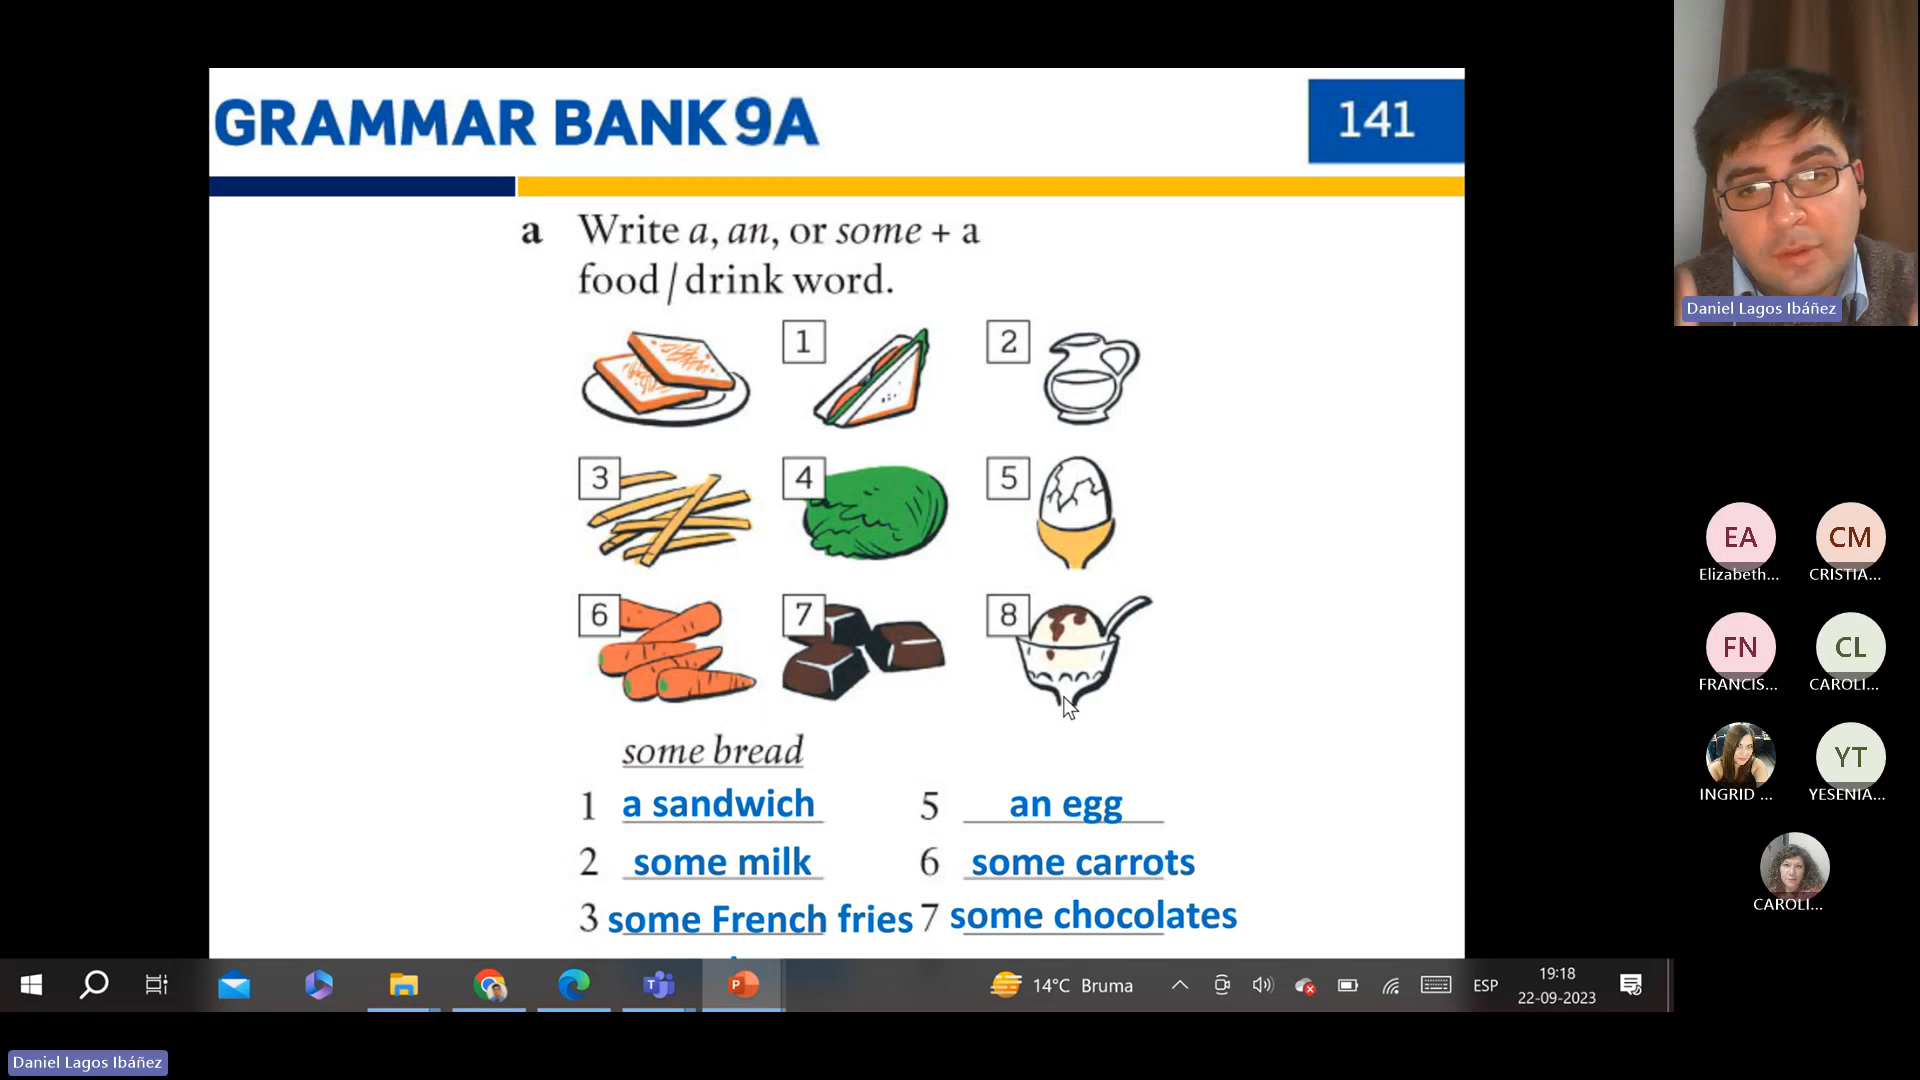 GRAMMAR BANK 9A
141
a Write a, an, or some + a
food / drink word.
1
2
3
4
5
6
7
8
some bread
1 a sandwich
5 an egg
2 some milk
6 some carrots
3 some French fries
7 some chocolates
Daniel Lagos Ibáñez
EA
Elizabeth...
CM
CRISTIA...
FN
FRANCIS...
CL
CAROLI...
INGRID ...
YT
YESENIA...
CAROLI...
14°C Bruma
ESP
19:18
22-09-2023
Daniel Lagos Ibáñez